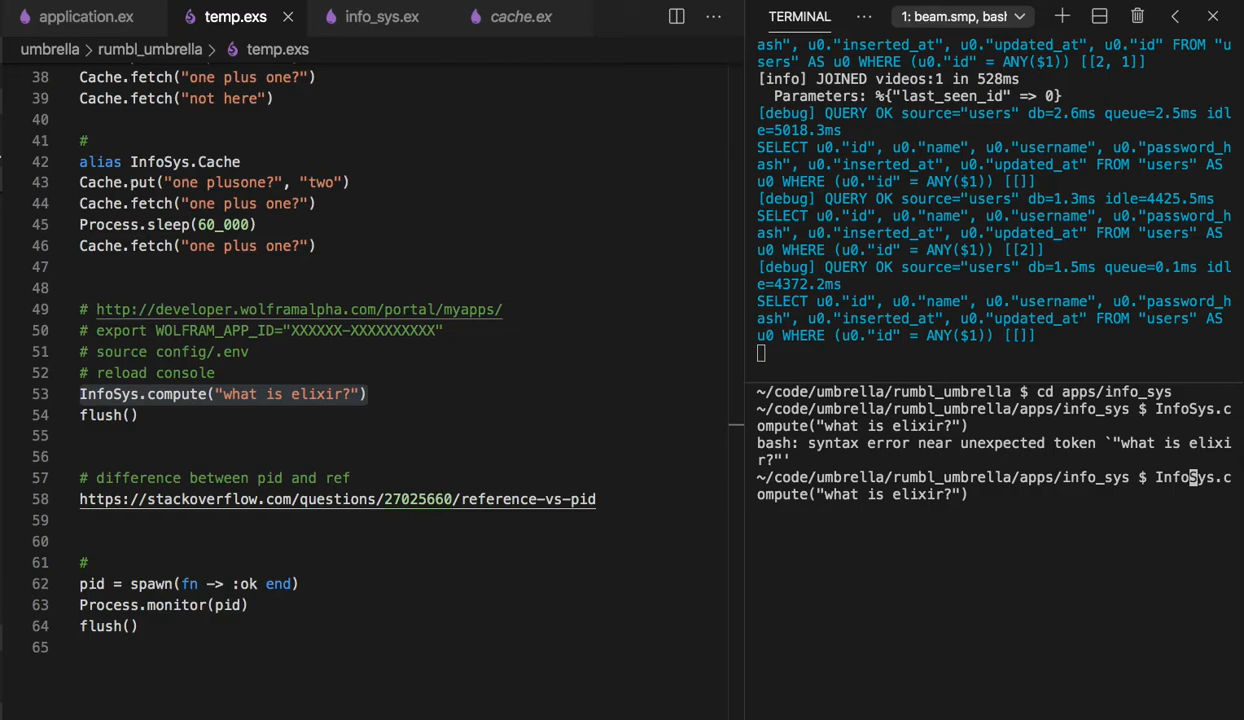 application.ex
temp.exs
info_sys.ex
cache.ex
umbrella > rumbl_umbrella > temp.exs
38 Cache.fetch("one plus one?")
39 Cache.fetch("not here")
40
41 #
42 alias InfoSys.Cache
43 Cache.put("one plusone?", "two")
44 Cache.fetch("one plus one?")
45 Process.sleep(60_000)
46 Cache.fetch("one plus one?")
47
48
49 # http://developer.wolframalpha.com/portal/myapps/
50 # export WOLFRAM_APP_ID="XXXXXX-XXXXXXXXXX"
51 # source config/.env
52 # reload console
53 InfoSys.compute("what is elixir?")
54 flush()
55
56
57 # difference between pid and ref
58 https://stackoverflow.com/questions/27025660/reference-vs-pid
59
60
61 #
62 pid = spawn(fn -> :ok end)
63 Process.monitor(pid)
64 flush()
65
TERMINAL
1: beam.smp, bash
ash", u0."inserted_at", u0."updated_at", u0."id" FROM "u
sers" AS u0 WHERE (u0."id" = ANY($1)) [[2, 1]]
[info] JOINED videos:1 in 528ms
Parameters: %{"last_seen_id" => 0}
[debug] QUERY OK source="users" db=2.6ms queue=2.5ms idl
e=5018.3ms
SELECT u0."id", u0."name", u0."username", u0."password_h
ash", u0."inserted_at", u0."updated_at" FROM "users" AS
u0 WHERE (u0."id" = ANY($1)) [[]]
[debug] QUERY OK source="users" db=1.3ms idle=4425.5ms
SELECT u0."id", u0."name", u0."username", u0."password_h
ash", u0."inserted_at", u0."updated_at" FROM "users" AS
u0 WHERE (u0."id" = ANY($1)) [[2]]
[debug] QUERY OK source="users" db=1.5ms queue=0.1ms idl
e=4372.2ms
SELECT u0."id", u0."name", u0."username", u0."password_h
ash", u0."inserted_at", u0."updated_at" FROM "users" AS
u0 WHERE (u0."id" = ANY($1)) [[]]
~/code/umbrella/rumbl_umbrella $ cd apps/info_sys
~/code/umbrella/rumbl_umbrella/apps/info_sys $ InfoSys.c
ompute("what is elixir?")
bash: syntax error near unexpected token `"what is elixi
r?"'
~/code/umbrella/rumbl_umbrella/apps/info_sys $ InfoSys.c
ompute("what is elixir?")